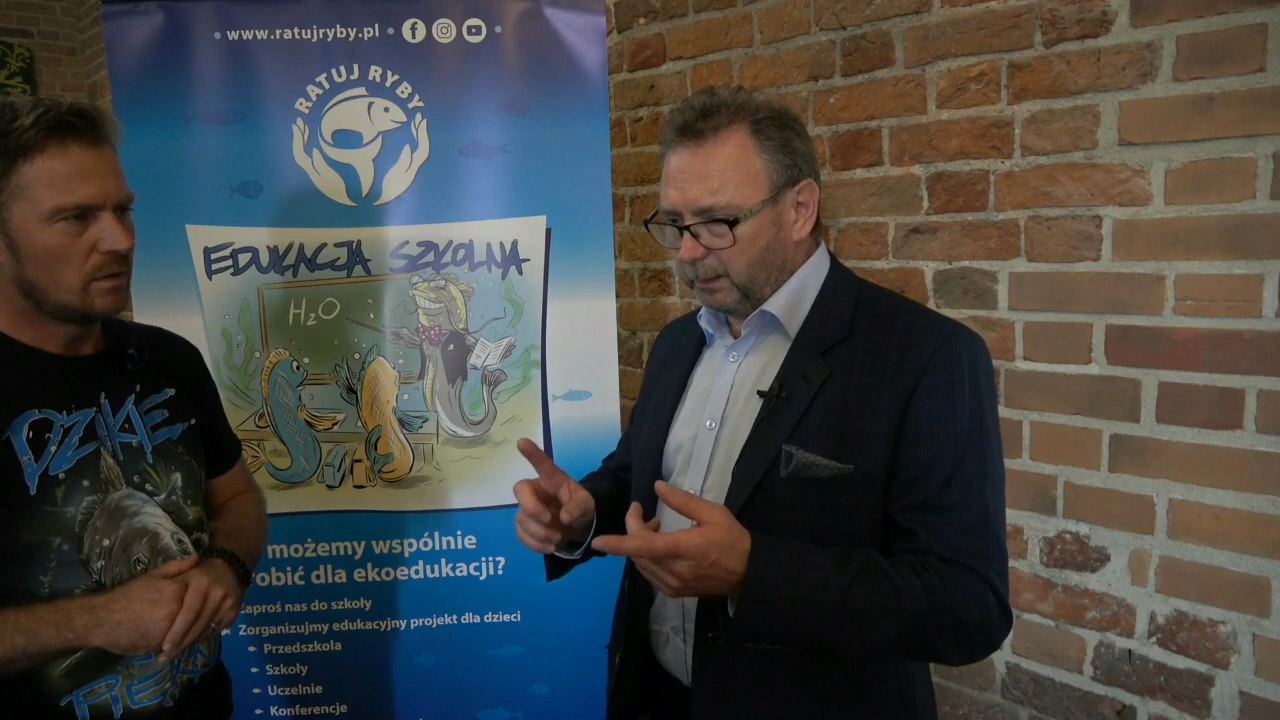 www.ratujryby.pl
RATUJ RYBY
EDUKACJA SZKOLNA
H₂O
możemy wspólnie
robić dla ekoedukacji?
Zaproś nas do szkoły
Zorganizujmy edukacyjny projekt dla dzieci
Przedszkola
Szkoły
Uczelnie
Konferencje
DZIKIE